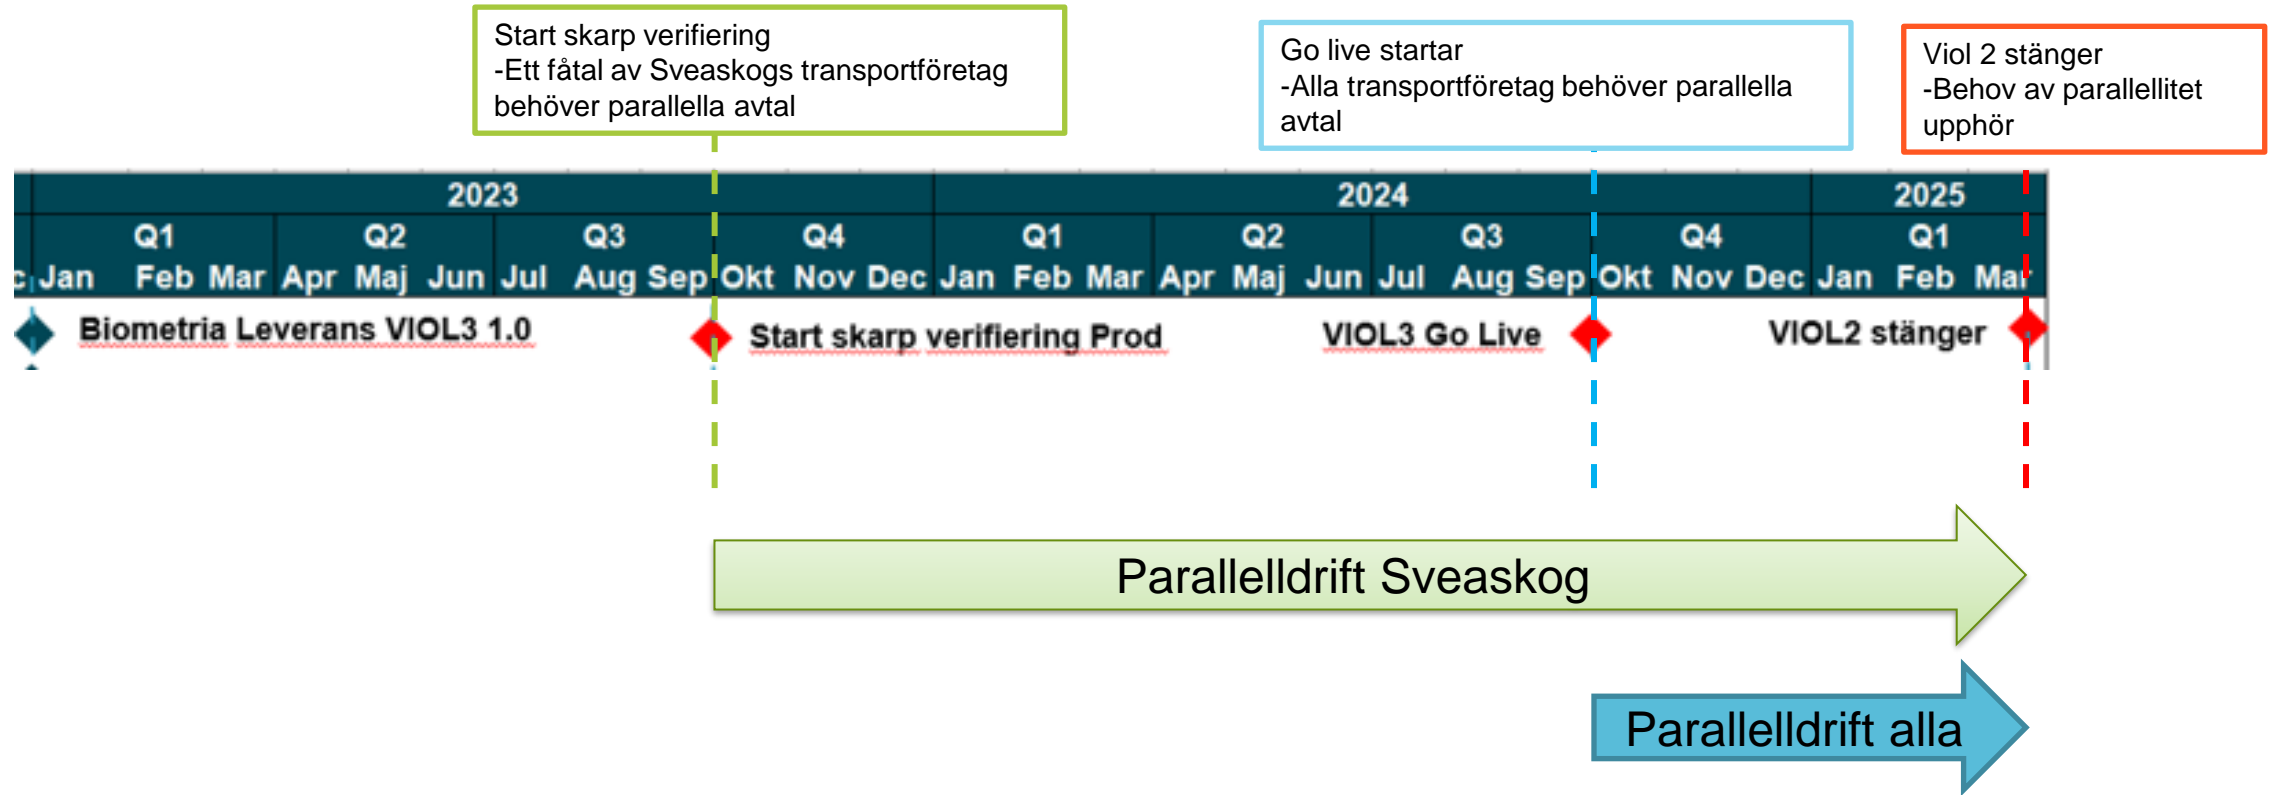 Start skarp verifiering
-Ett fåtal av Sveaskogs transportföretag
behöver parallella avtal
Go live startar
-Alla transportföretag behöver parallella
avtal
Viol 2 stänger
-Behov av parallellitet
upphör
2023 2024 2025
Q1 Q2 Q3 Q4 Q1 Q2 Q3 Q4 Q1
c Jan Feb Mar Apr Maj Jun Jul Aug Sep Okt Nov Dec Jan Feb Mar Apr Maj Jun Jul Aug Sep Okt Nov Dec Jan Feb Mar
Biometria Leverans VIOL3 1.0 Start skarp verifiering Prod VIOL3 Go Live VIOL2 stänger
Parallelldrift Sveaskog
Parallelldrift alla